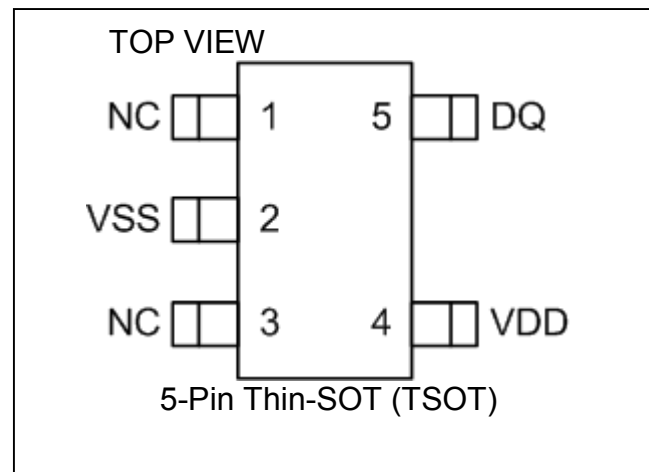 TOP VIEW
NC 1 5 DQ
VSS 2
NC 3 4 VDD
5-Pin Thin-SOT (TSOT)